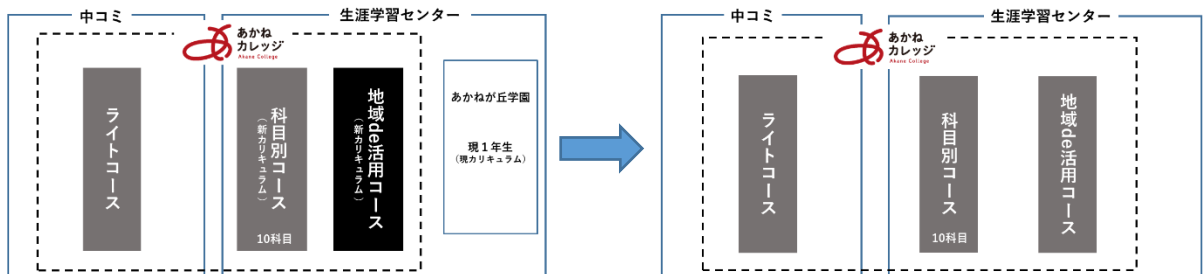 中コミ
生涯学習センター
あかね
カレッジ
Akane College
ライトコース
科目別コース
（新カリキュラム）
10科目
地域de活用コース
（新カリキュラム）
あかねが丘学園
現１年生
（現カリキュラム）
中コミ
生涯学習センター
あかね
カレッジ
Akane College
ライトコース
科目別コース
10科目
地域de活用コース